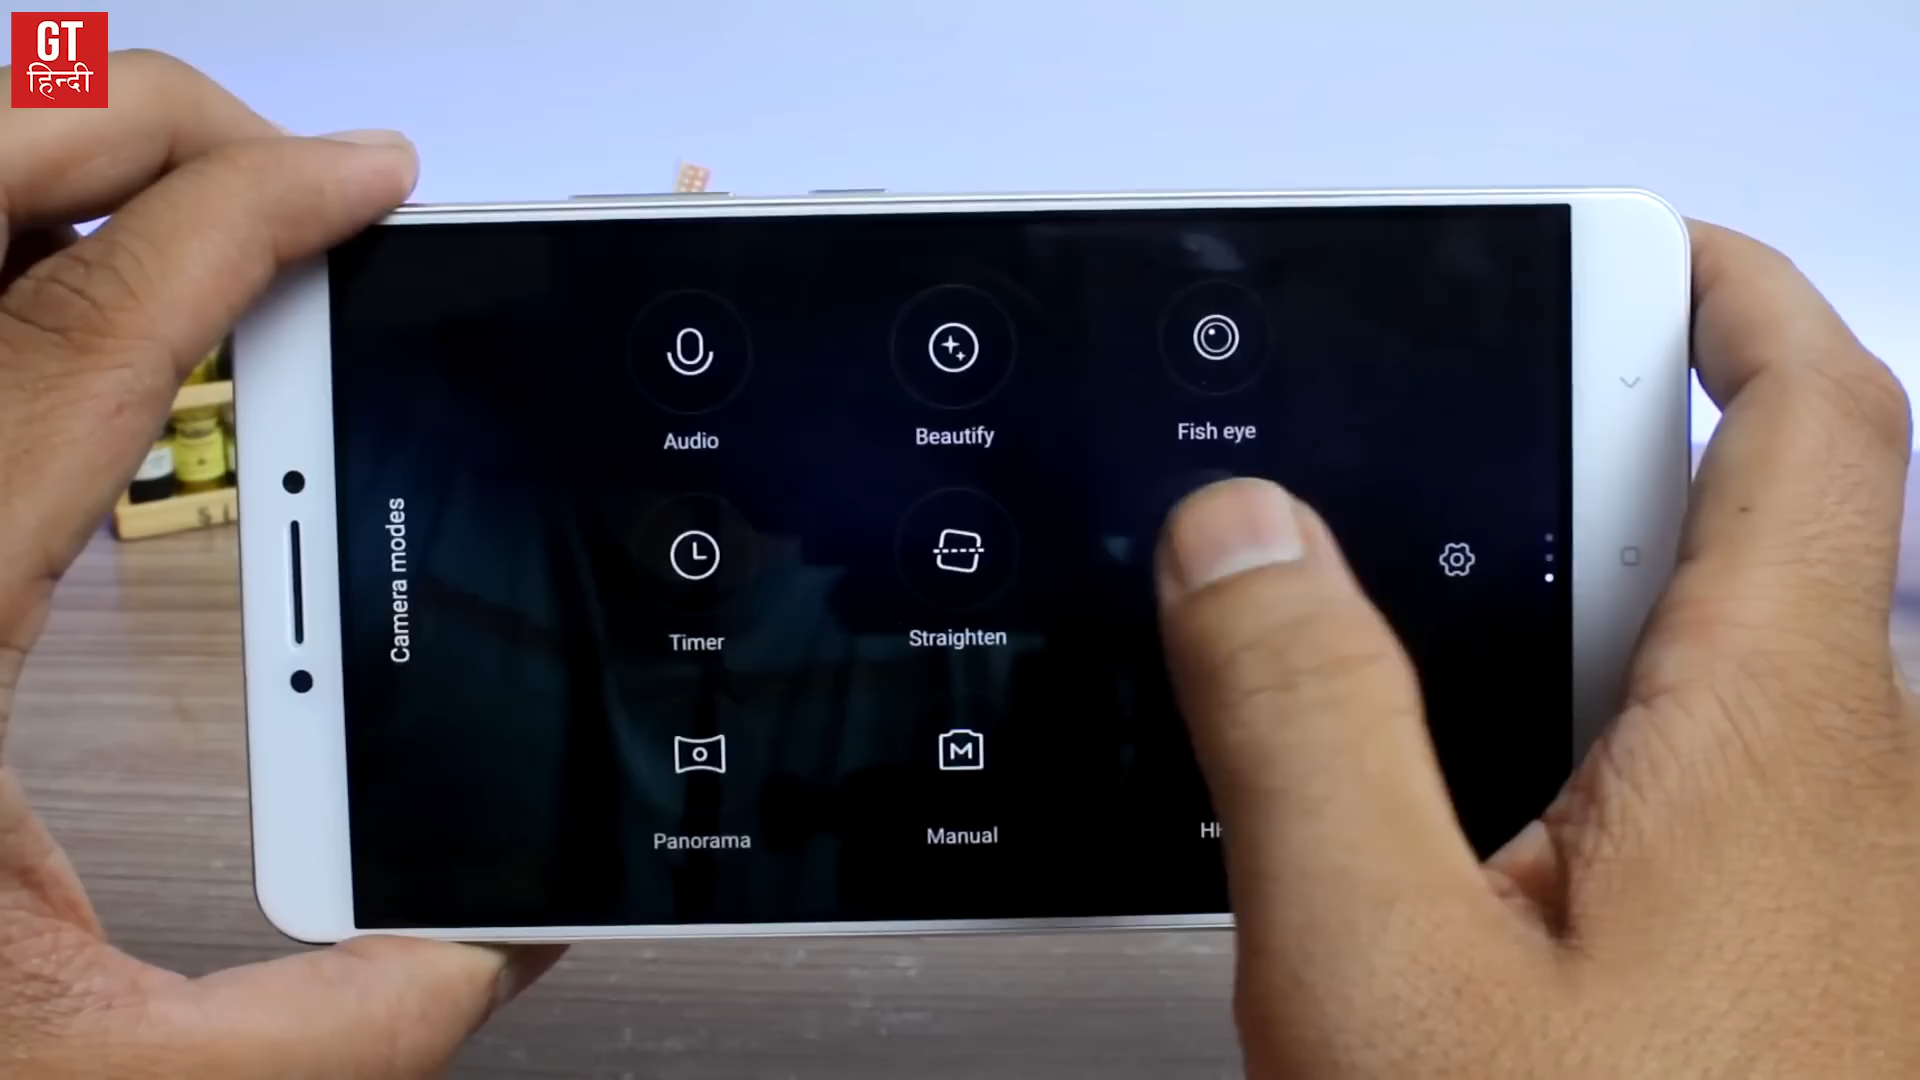 GT
हिन्दी
Camera modes
Audio
Beautify
Fish eye
Timer
Straighten
Panorama
Manual